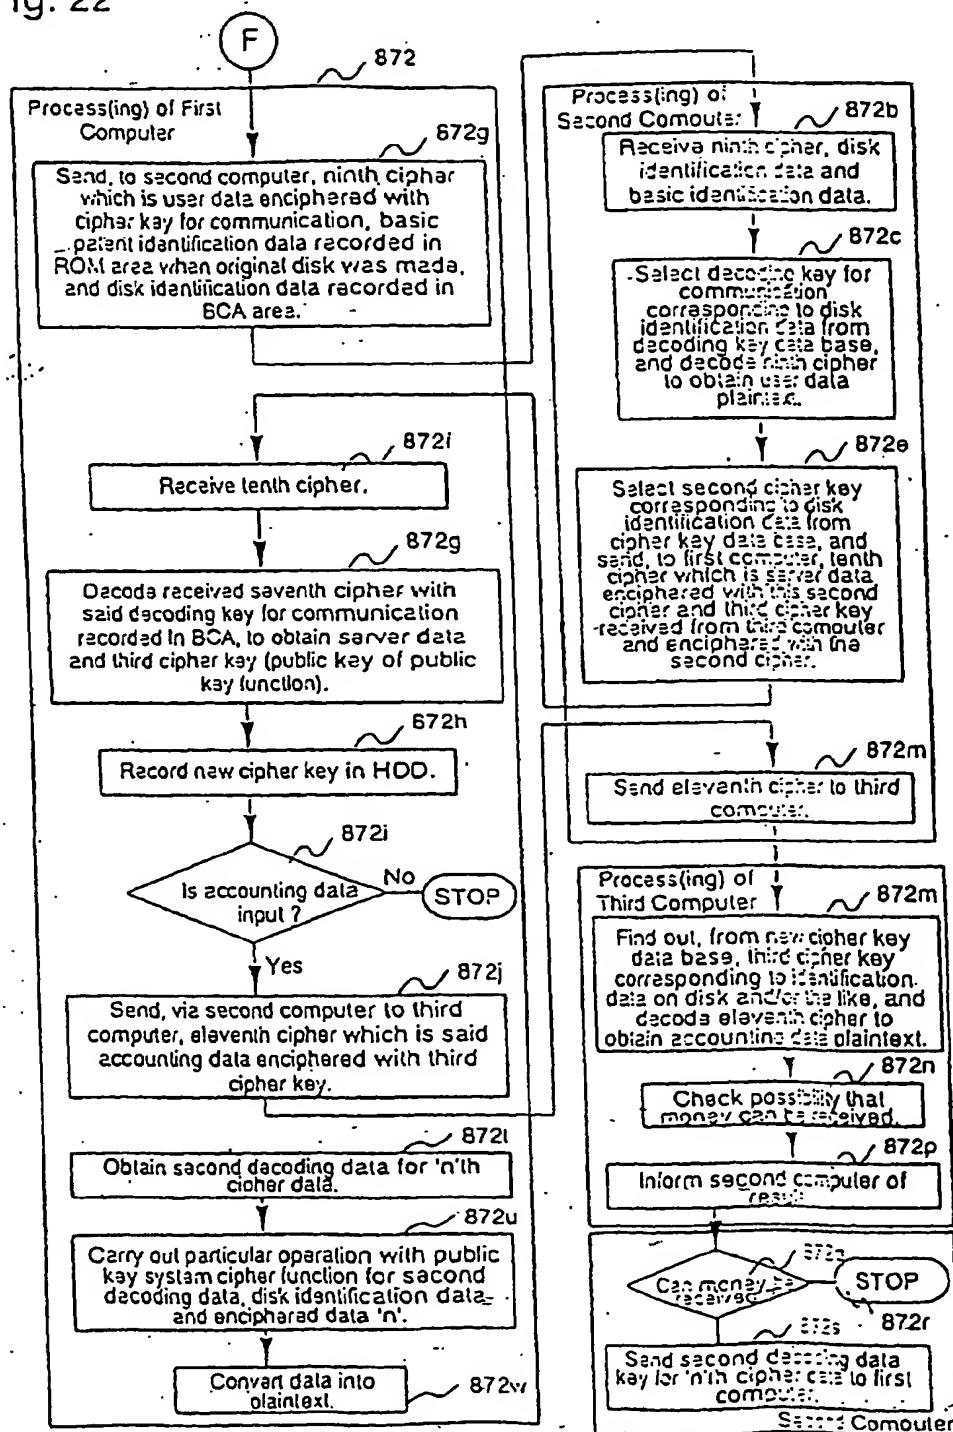 ig. 22
F
872
Process(ing) of First
Computer
872g
Send, to second computer, ninth cipher
which is user data enciphered with
cipher key for communication, basic
patent identification data recorded in
ROM area when original disk was made,
and disk identification data recorded in
BCA area.
872i
Receive tenth cipher.
872g
Decode received seventh cipher with
said decoding key for communication
recorded in BCA, to obtain server data
and third cipher key (public key of public
key function).
872h
Record new cipher key in HDD.
872i
Is accounting data
input ?
No
STOP
Yes
872j
Send, via second computer to third
computer, eleventh cipher which is said
accounting data enciphered with third
cipher key.
872t
Obtain second decoding data for 'n'th
cipher data.
872u
Carry out particular operation with public
key system cipher function for second
decoding data, disk identification data
and enciphered data 'n'.
Convert data into
plaintext.
872w
Process(ing) of
Second Computer
872b
Receive ninth cipher, disk
identification data and
basic identification data.
872c
Select decoding key for
communication
corresponding to disk
identification data from
decoding key data base,
and decode ninth cipher
to obtain user data
plaintext.
872e
Select second cipher key
corresponding to disk
identification data from
cipher key data base, and
send, to first computer, tenth
cipher which is server data
enciphered with this second
cipher and third cipher key
received from third computer
and enciphered with the
second cipher.
872m
Send eleventh cipher to third
computer.
Process(ing) of
Third Computer
872m
Find out, from new cipher key
data base, third cipher key
corresponding to identification
data on disk and/or the like, and
decode eleventh cipher to
obtain accounting data plaintext.
872n
Check possibility that
money can be received.
872p
Inform second computer of
result.
872q
Can money be
received
STOP
872r
872s
Send second decoding data
key for 'n'th cipher data to first
computer.
Second Computer